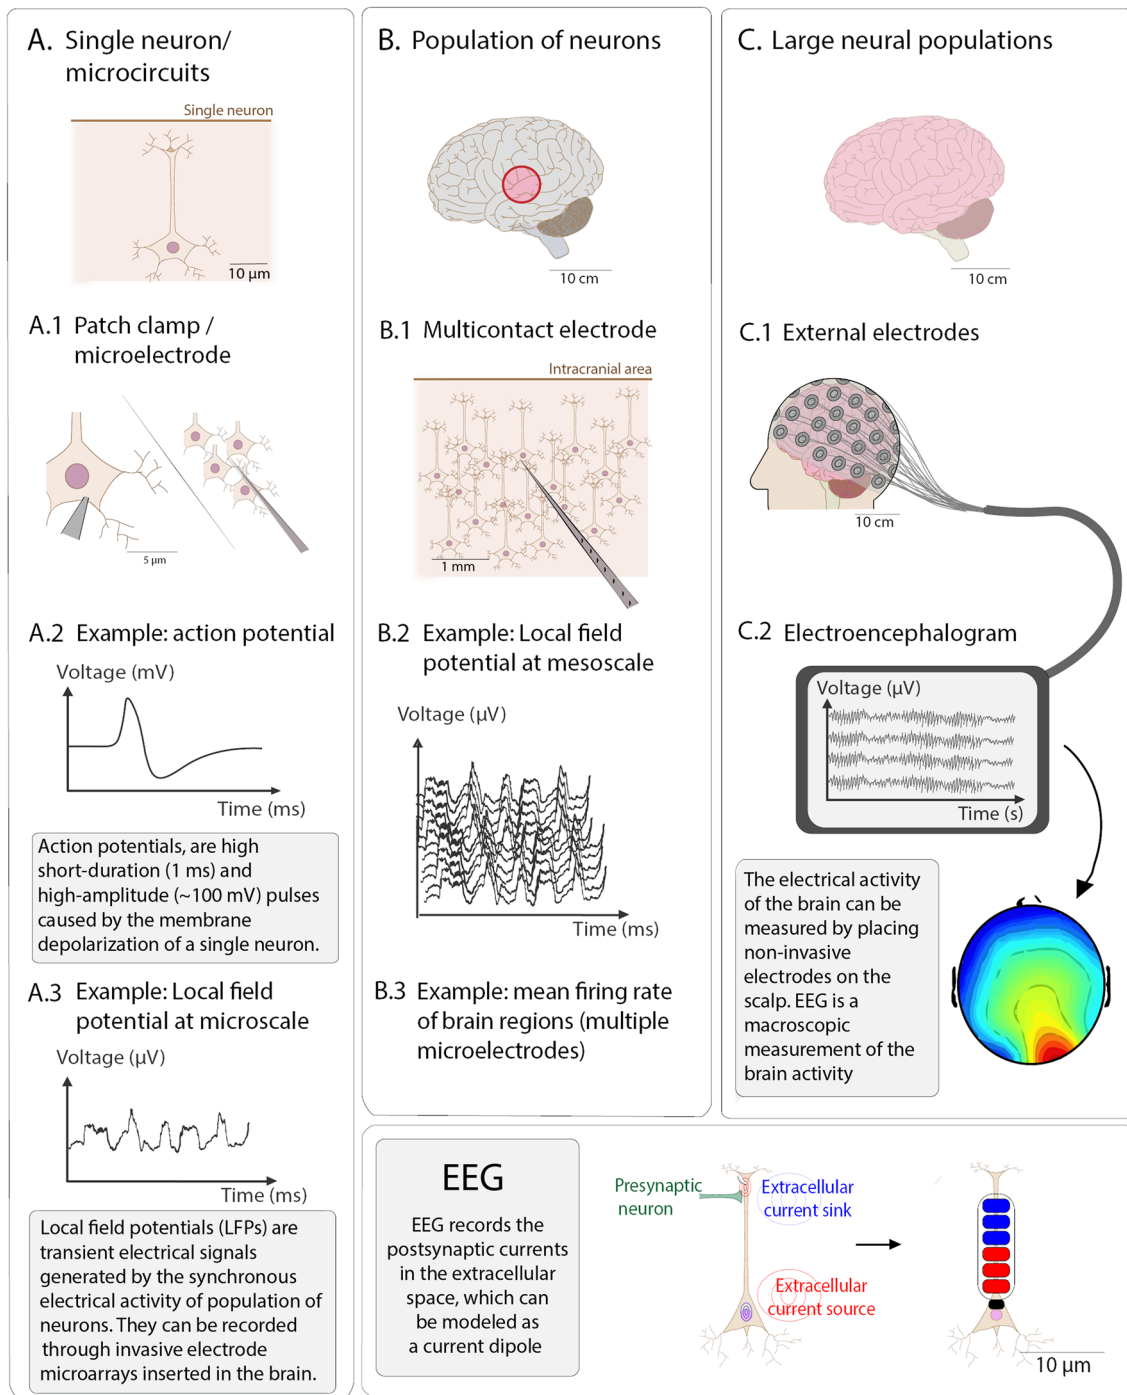 A. Single neuron/
microcircuits
Single neuron
10 µm
A.1 Patch clamp /
microelectrode
5 µm
A.2 Example: action potential
Voltage (mV)
Time (ms)
Action potentials, are high
short-duration (1 ms) and
high-amplitude (~100 mV) pulses
caused by the membrane
depolarization of a single neuron.
A.3 Example: Local field
potential at microscale
Voltage (µV)
Time (ms)
Local field potentials (LFPs) are
transient electrical signals
generated by the synchronous
electrical activity of population of
neurons. They can be recorded
through invasive electrode
microarrays inserted in the brain.
B. Population of neurons
10 cm
B.1 Multicontact electrode
Intracranial area
1 mm
B.2 Example: Local field
potential at mesoscale
Voltage (µV)
Time (ms)
B.3 Example: mean firing rate
of brain regions (multiple
microelectrodes)
C. Large neural populations
10 cm
C.1 External electrodes
10 cm
C.2 Electroencephalogram
Voltage (µV)
Time (s)
The electrical activity
of the brain can be
measured by placing
non-invasive
electrodes on the
scalp. EEG is a
macroscopic
measurement of the
brain activity
EEG
EEG records the
postsynaptic currents
in the extracellular
space, which can
be modeled as
a current dipole
Presynaptic
neuron
Extracellular
current sink
Extracellular
current source
10 µm